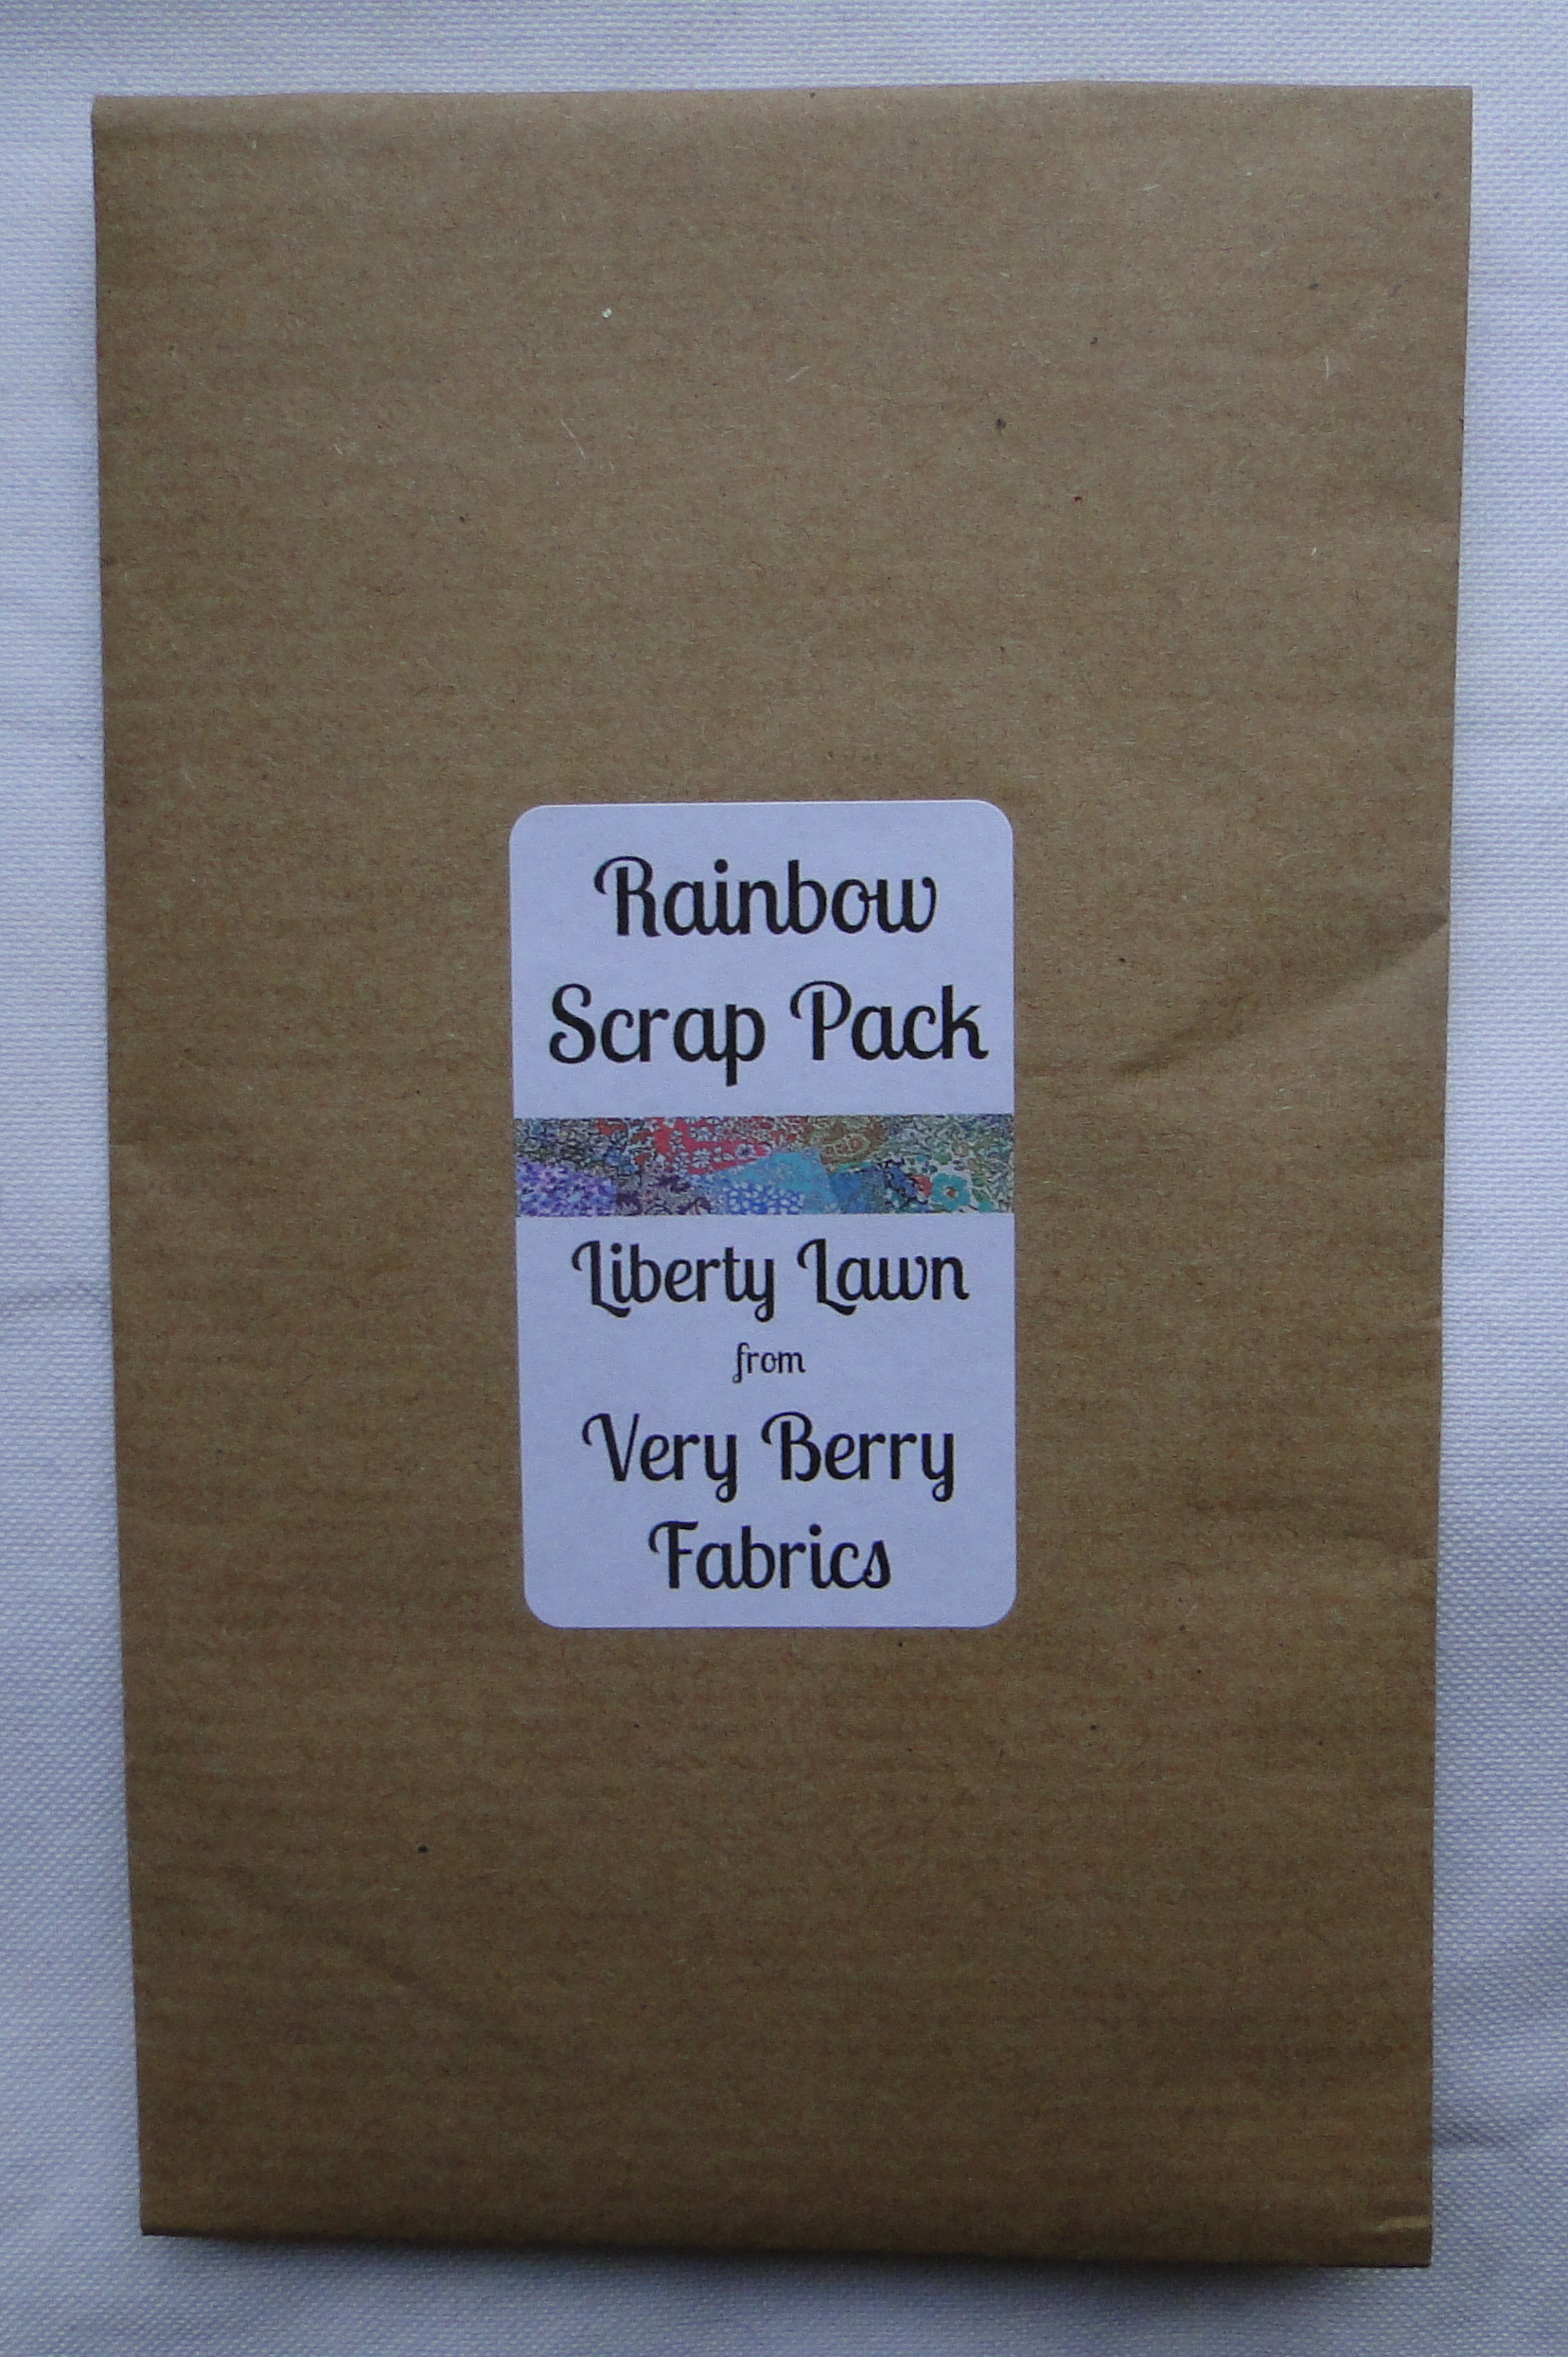 Rainbow
Scrap Pack
Liberty Lawn
from
Very Berry
Fabrics